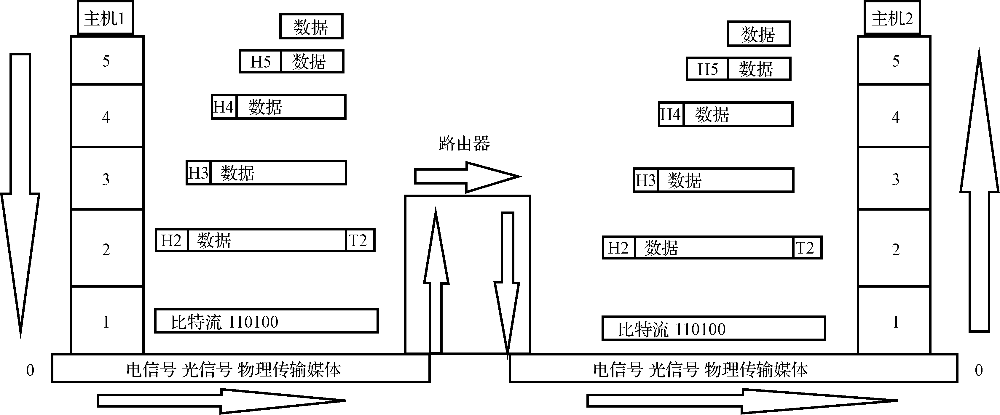 主机1
5
4
3
2
1
0
数据
H5 数据
H4 数据
H3 数据
H2 数据 T2
比特流 110100
电信号 光信号 物理传输媒体
路由器
数据
H5 数据
H4 数据
H3 数据
H2 数据 T2
比特流 110100
电信号 光信号 物理传输媒体
主机2
5
4
3
2
1
0